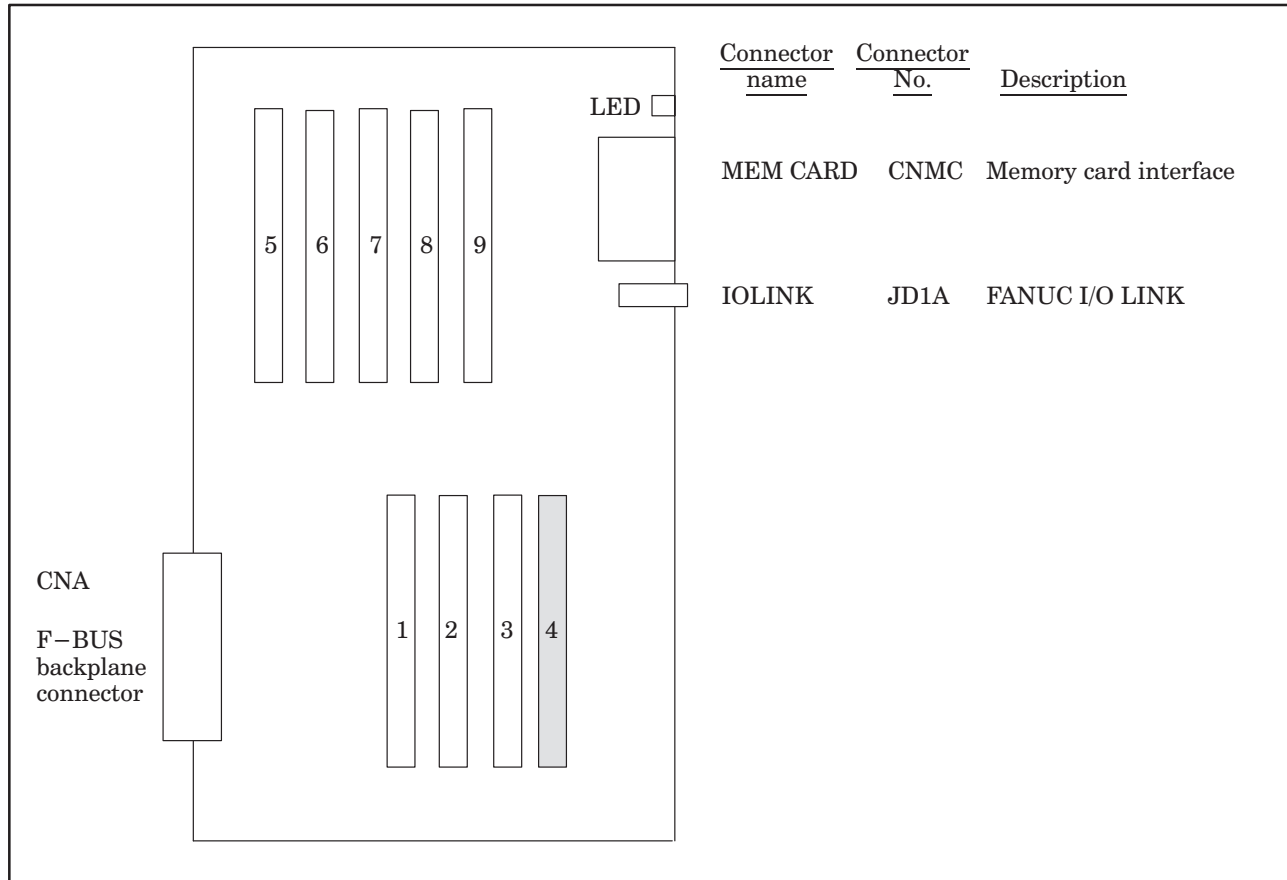 Connector name
Connector No.
Description
LED
MEM CARD CNMC Memory card interface
5 6 7 8 9
IOLINK JD1A FANUC I/O LINK
CNA
F−BUS
backplane
connector
1 2 3 4